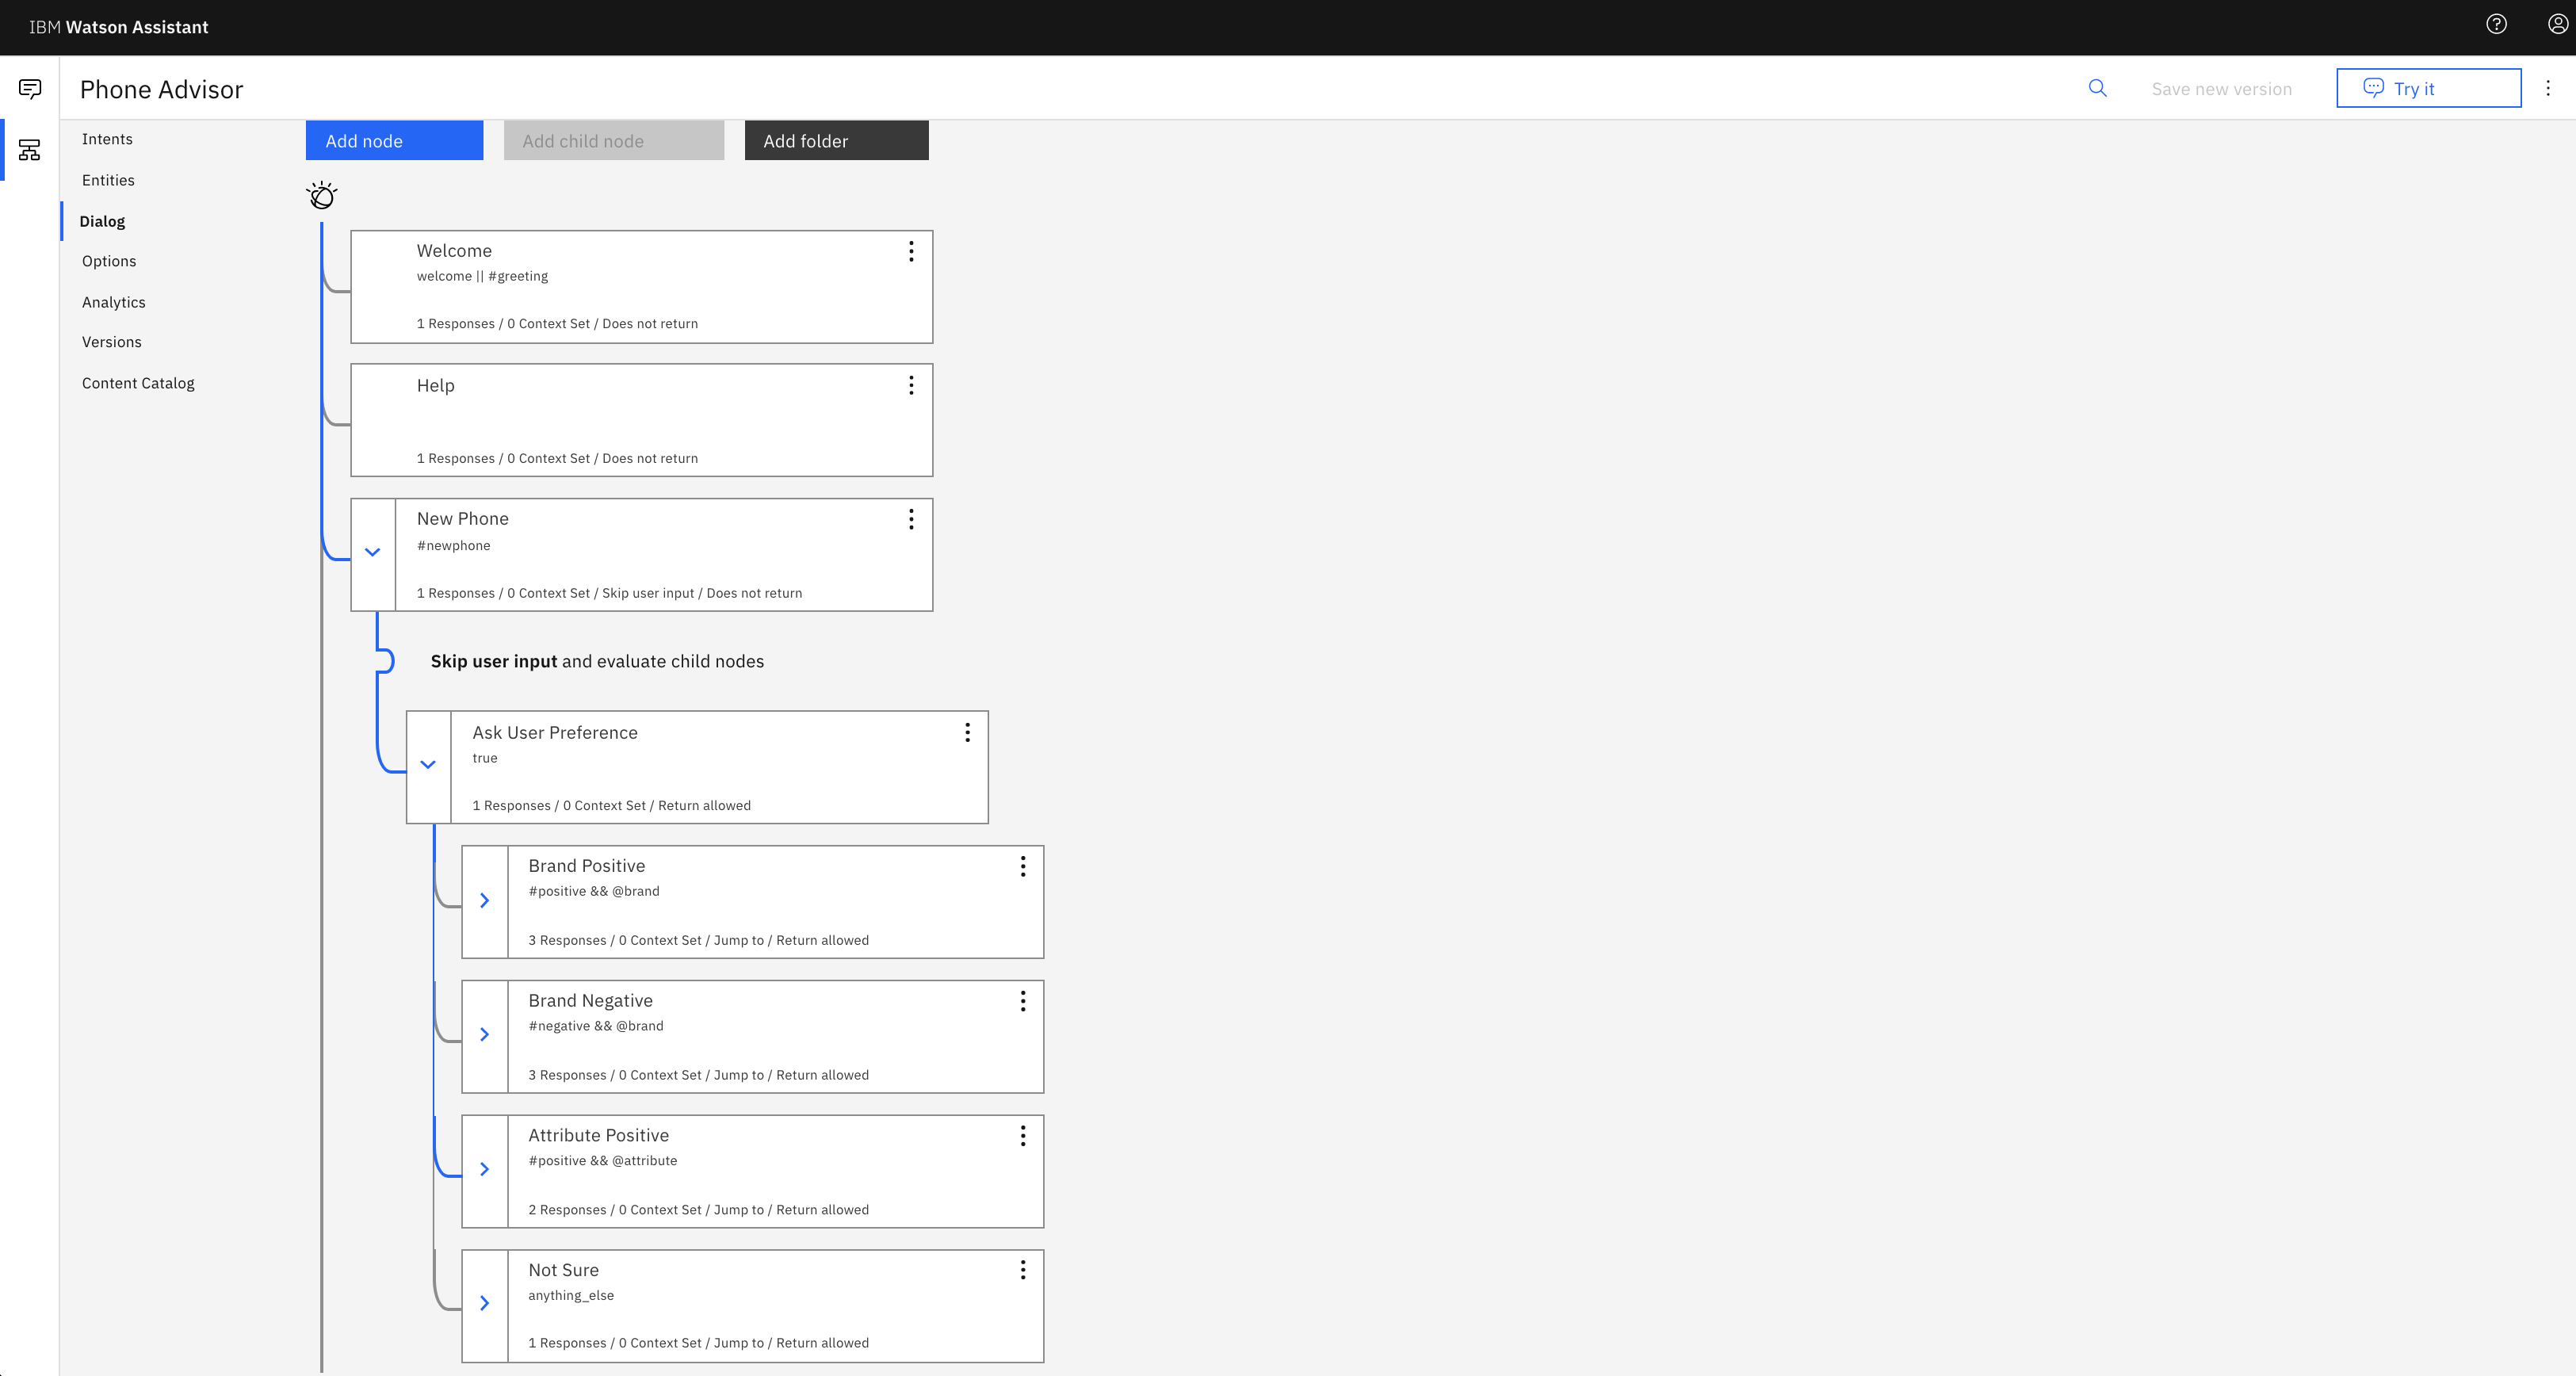 IBM Watson Assistant
Phone Advisor
Save new version
Try it
Intents
Entities
Dialog
Options
Analytics
Versions
Content Catalog
Add node
Add child node
Add folder
Welcome
welcome || #greeting
1 Responses / 0 Context Set / Does not return
Help
1 Responses / 0 Context Set / Does not return
New Phone
#newphone
1 Responses / 0 Context Set / Skip user input / Does not return
Skip user input and evaluate child nodes
Ask User Preference
true
1 Responses / 0 Context Set / Return allowed
Brand Positive
#positive && @brand
3 Responses / 0 Context Set / Jump to / Return allowed
Brand Negative
#negative && @brand
3 Responses / 0 Context Set / Jump to / Return allowed
Attribute Positive
#positive && @attribute
2 Responses / 0 Context Set / Jump to / Return allowed
Not Sure
anything_else
1 Responses / 0 Context Set / Jump to / Return allowed